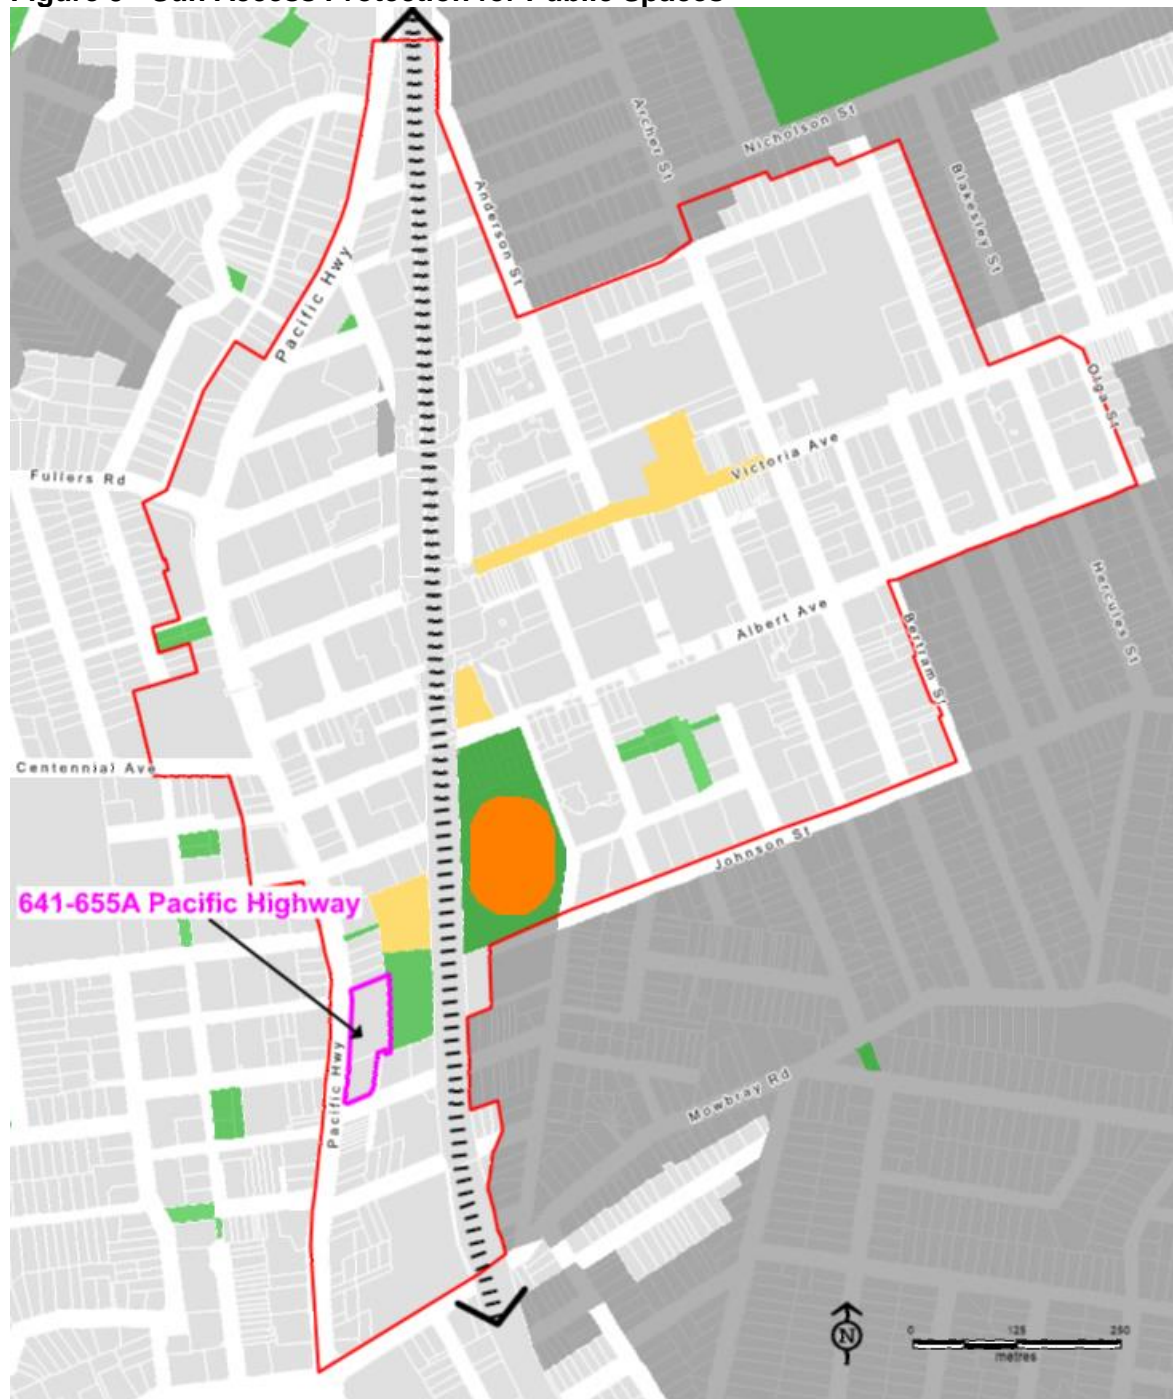 Figure 3 - Sun Access Protection for Public Spaces
Archer St
Nicholson St
Anderson St
Blakesley St
Pacific Hwy
Olga St
Victoria Ave
Fullers Rd
Hercules St
Albert Ave
Bertram St
Centennial Ave
Johnson St
641-655A Pacific Highway
Pacific Hwy
Mowbray Rd
N
0 125 250
metres